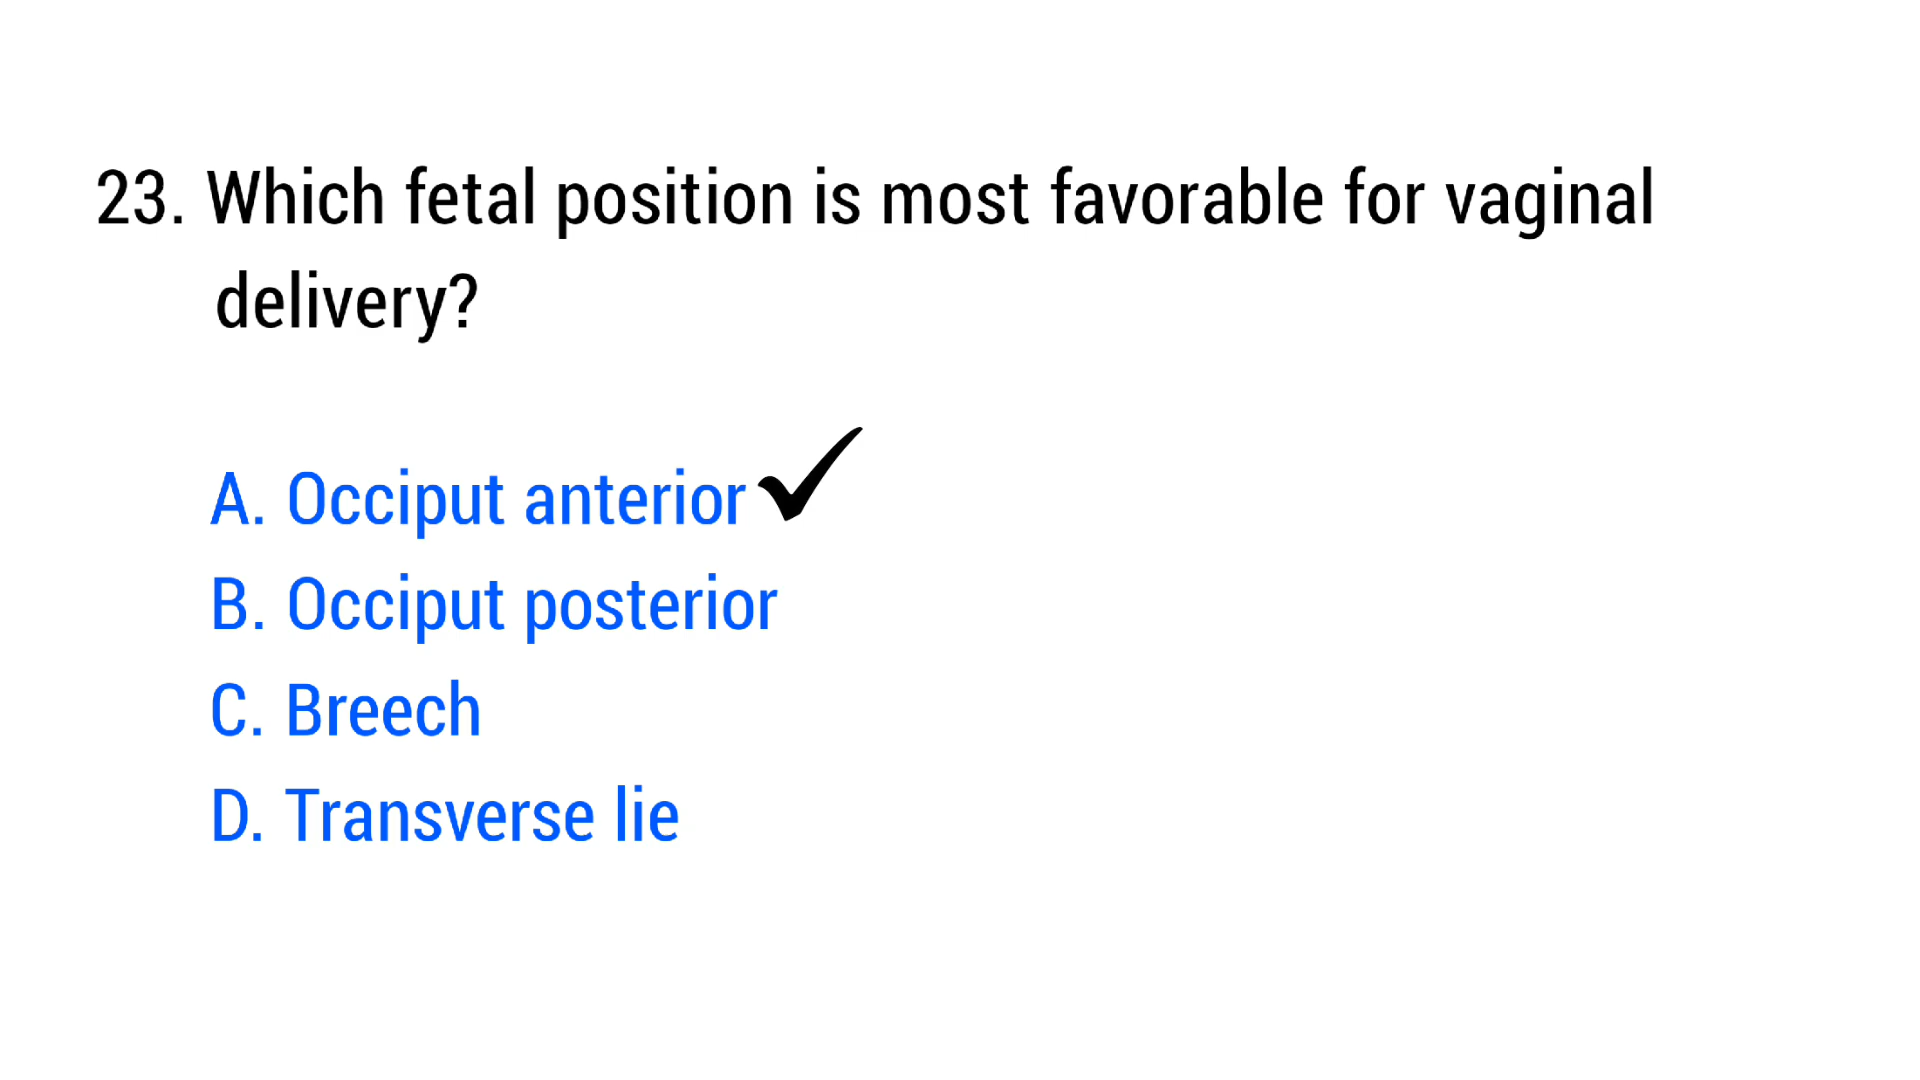 23. Which fetal position is most favorable for vaginal
delivery?
A. Occiput anterior
B. Occiput posterior
C. Breech
D. Transverse lie